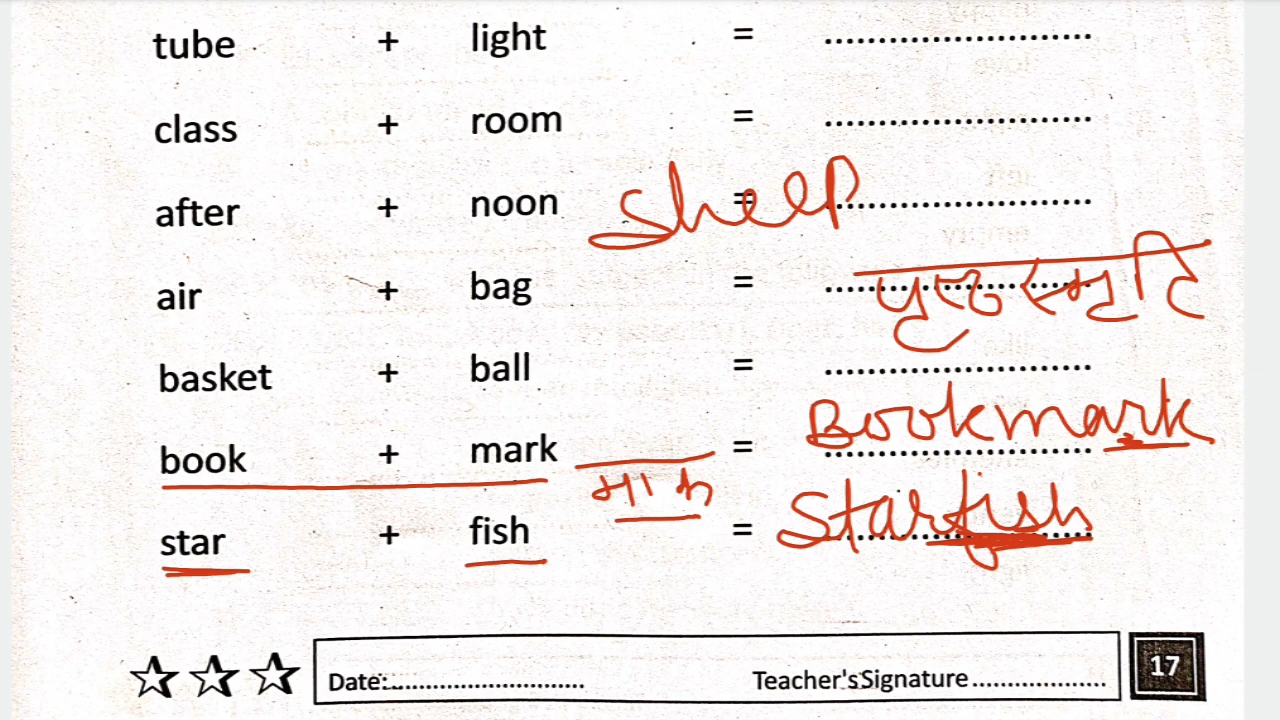 tube + light = ........................
class + room = ........................
after + noon = ........................
sheep
air + bag = ........................
basket + ball = ........................
book + mark = Bookmark
star + fish = Starfish
Date:........................ Teacher'sSignature.................... 17